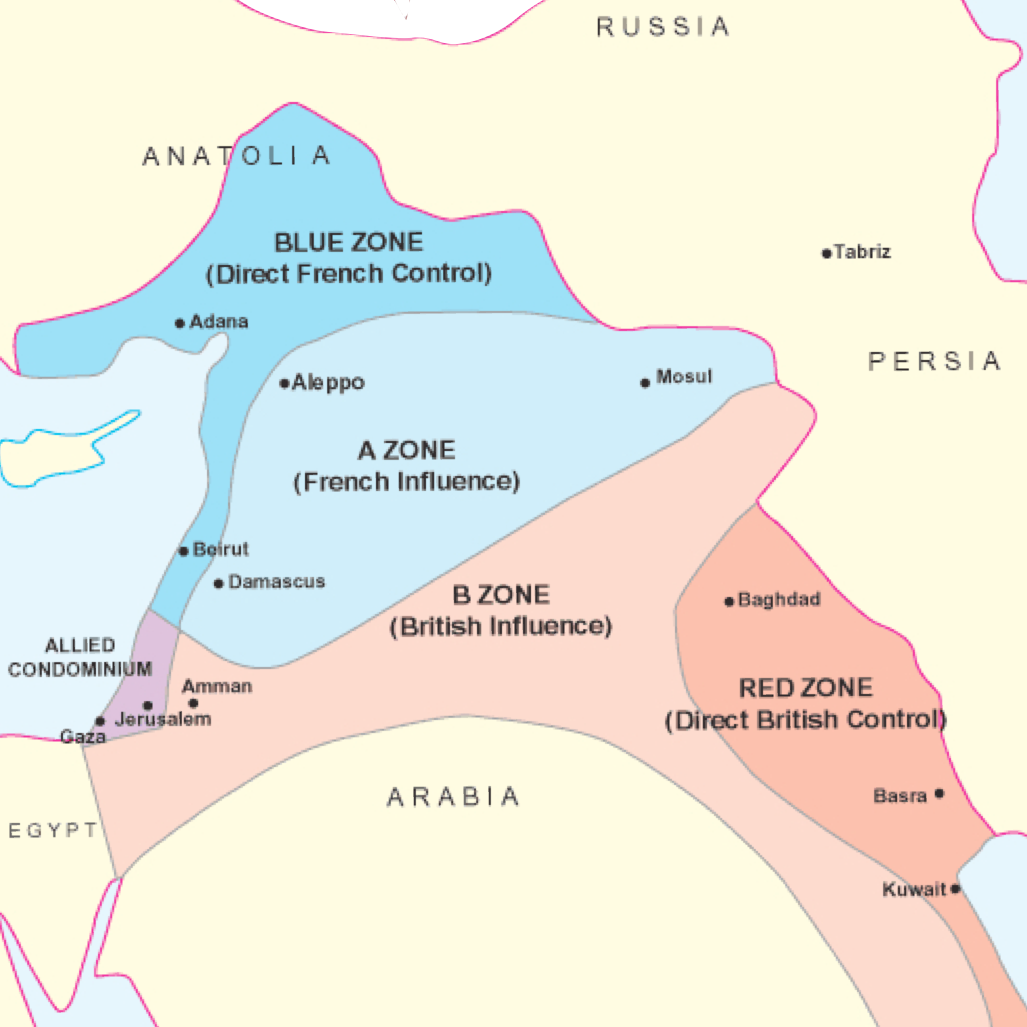 RUSSIA
ANATOLIA
BLUE ZONE
(Direct French Control)
Tabriz
Adana
PERSIA
Aleppo
Mosul
A ZONE
(French Influence)
Beirut
Damascus
B ZONE
(British Influence)
Baghdad
ALLIED
CONDOMINIUM
Amman
Jerusalem
Gaza
RED ZONE
(Direct British Control)
ARABIA
Basra
EGYPT
Kuwait